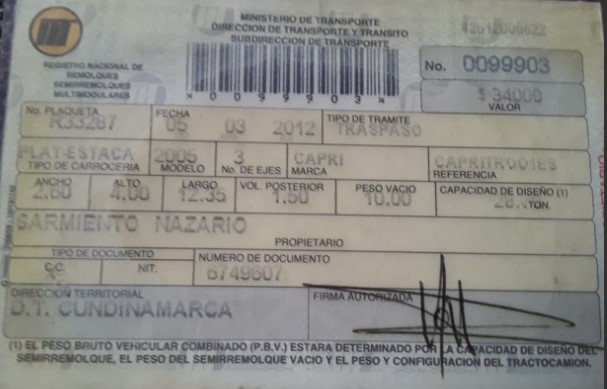 MINISTERIO DE TRANSPORTE
DIRECCION DE TRANSPORTE Y TRANSITO
SUBDIRECCION DE TRANSPORTE
REGISTRO NACIONAL DE
REMOLQUES
SEMIRREMOLQUES
MULTIMODULARES
*0099903*
No. 0099903
$ 34000
VALOR
No. PLAQUETA FECHA TIPO DE TRAMITE
R33287 05 03 2012 TRASPASO
PLAT-ESTACA 2005 3 CAPRI CAPRITR001ES
TIPO DE CARROCERIA MODELO No. DE EJES MARCA REFERENCIA
ANCHO ALTO LARGO VOL. POSTERIOR PESO VACIO CAPACIDAD DE DISEÑO (1)
2.60 4.00 12.35 1.50 10.00 TON.
SARMIENTO NAZARIO
PROPIETARIO
TIPO DE DOCUMENTO NUMERO DE DOCUMENTO
C.C. NIT. 6749607
X
DIRECCION TERRITORIAL FIRMA AUTORIZADA
D.T. CUNDINAMARCA
(1) EL PESO BRUTO VEHICULAR COMBINADO (P.B.V.) ESTARA DETERMINADO POR LA CAPACIDAD DE DISEÑO DEL
SEMIRREMOLQUE, EL PESO DEL SEMIRREMOLQUE VACIO Y EL PESO Y CONFIGURACION DEL TRACTOCAMION.